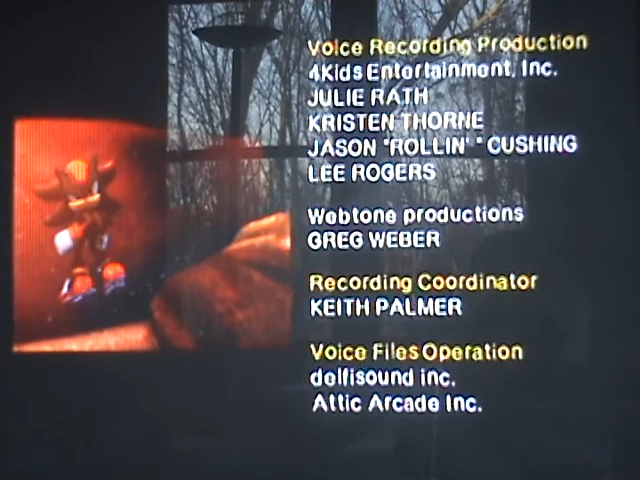 Voice Recording Production
4Kids Entertainment, Inc.
JULIE RATH
KRISTEN THORNE
JASON "ROLLIN'" CUSHING
LEE ROGERS
Webtone productions
GREG WEBER
Recording Coordinator
KEITH PALMER
Voice Files Operation
delfisound inc.
Attic Arcade Inc.